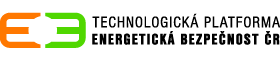 TECHNOLOGICKÁ PLATFORMA
ENERGETICKÁ BEZPEČNOST ČR